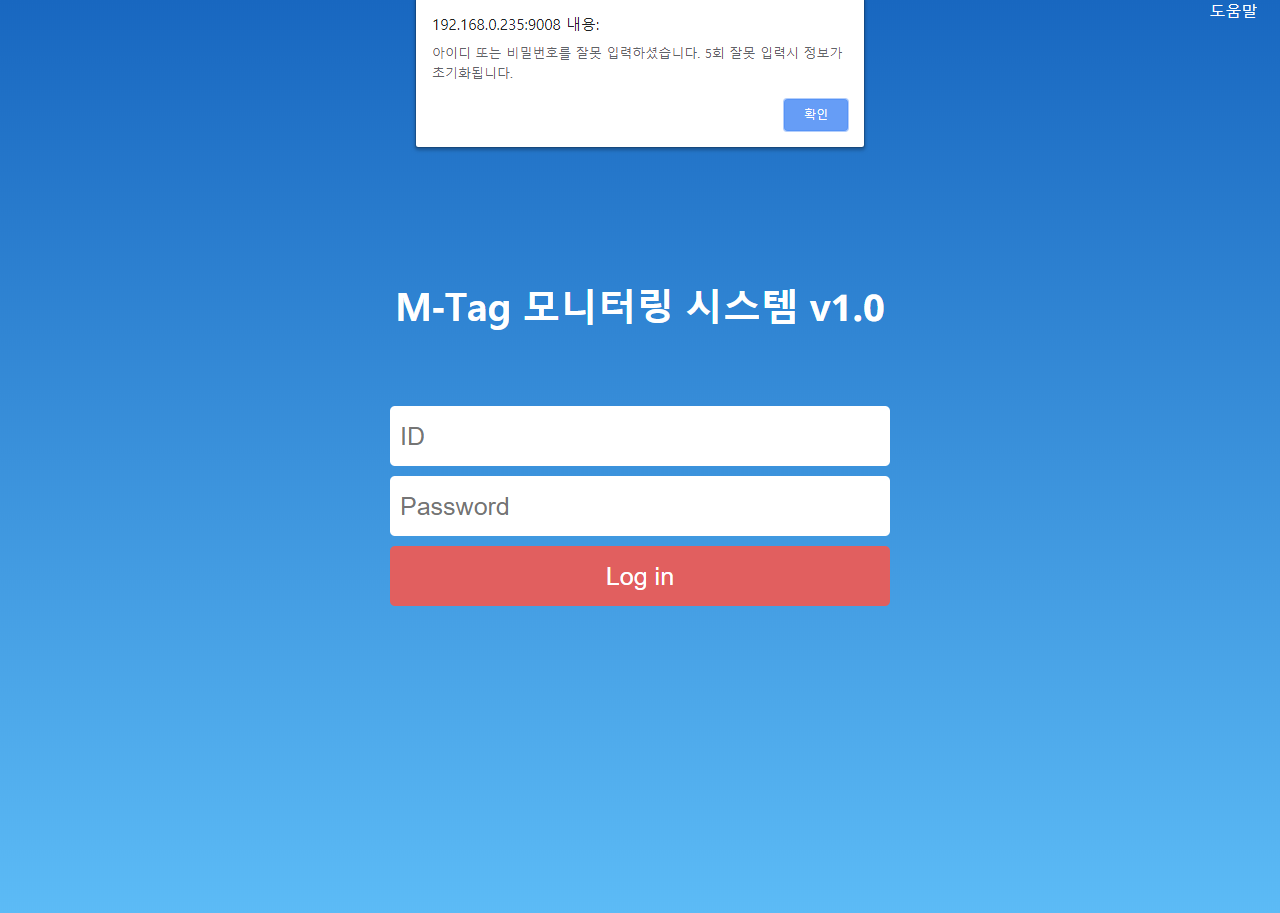 192.168.0.235:9008 내용:
아이디 또는 비밀번호를 잘못 입력하셨습니다. 5회 잘못 입력시 정보가
초기화됩니다.
확인
도움말
M-Tag 모니터링 시스템 v1.0
ID
Password
Log in